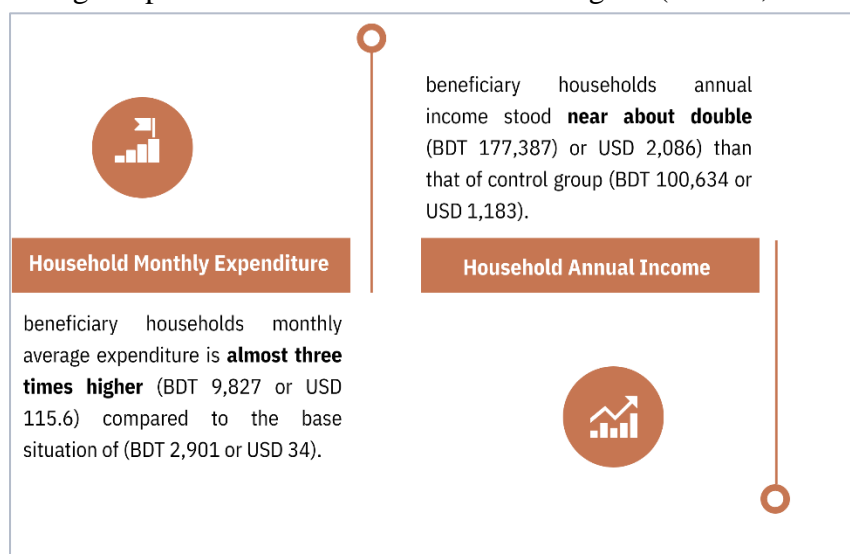 Household Monthly Expenditure
beneficiary households monthly
average expenditure is almost three
times higher (BDT 9,827 or USD
115.6) compared to the base
situation of (BDT 2,901 or USD 34).
beneficiary households annual
income stood near about double
(BDT 177,387) or USD 2,086) than
that of control group (BDT 100,634 or
USD 1,183).
Household Annual Income